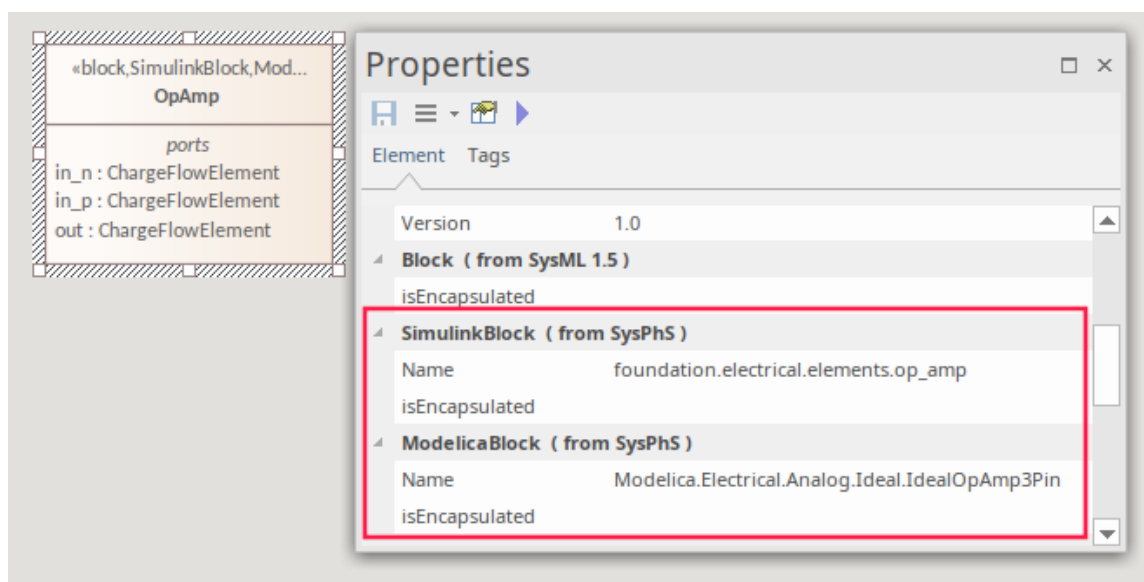 «block,SimulinkBlock,Mod...
OpAmp
ports
in_n : ChargeFlowElement
in_p : ChargeFlowElement
out : ChargeFlowElement
Properties
Element Tags
Version 1.0
Block ( from SysML 1.5 )
isEncapsulated
SimulinkBlock ( from SysPhS )
Name foundation.electrical.elements.op_amp
isEncapsulated
ModelicaBlock ( from SysPhS )
Name Modelica.Electrical.Analog.Ideal.IdealOpAmp3Pin
isEncapsulated